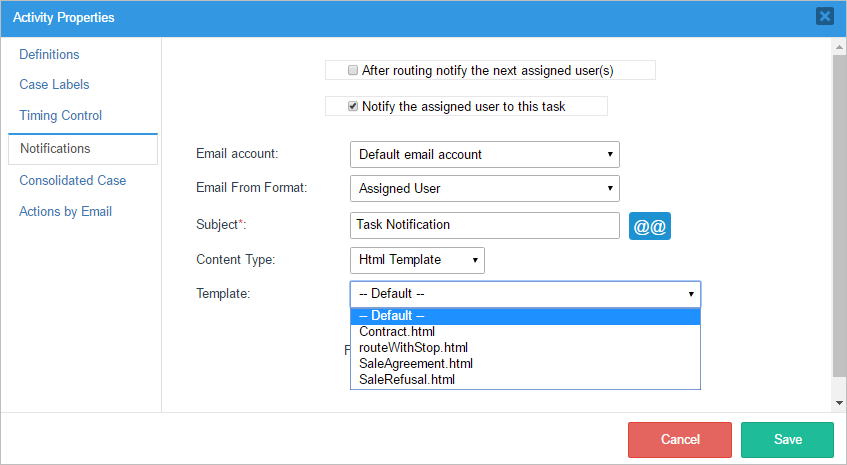 Activity Properties
Definitions
Case Labels
Timing Control
Notifications
Consolidated Case
Actions by Email
After routing notify the next assigned user(s)
Notify the assigned user to this task
Email account: Default email account
Email From Format: Assigned User
Subject*: Task Notification @@
Content Type: Html Template
Template: -- Default --
-- Default --
Contract.html
routeWithStop.html
SaleAgreement.html
SaleRefusal.html
Cancel Save